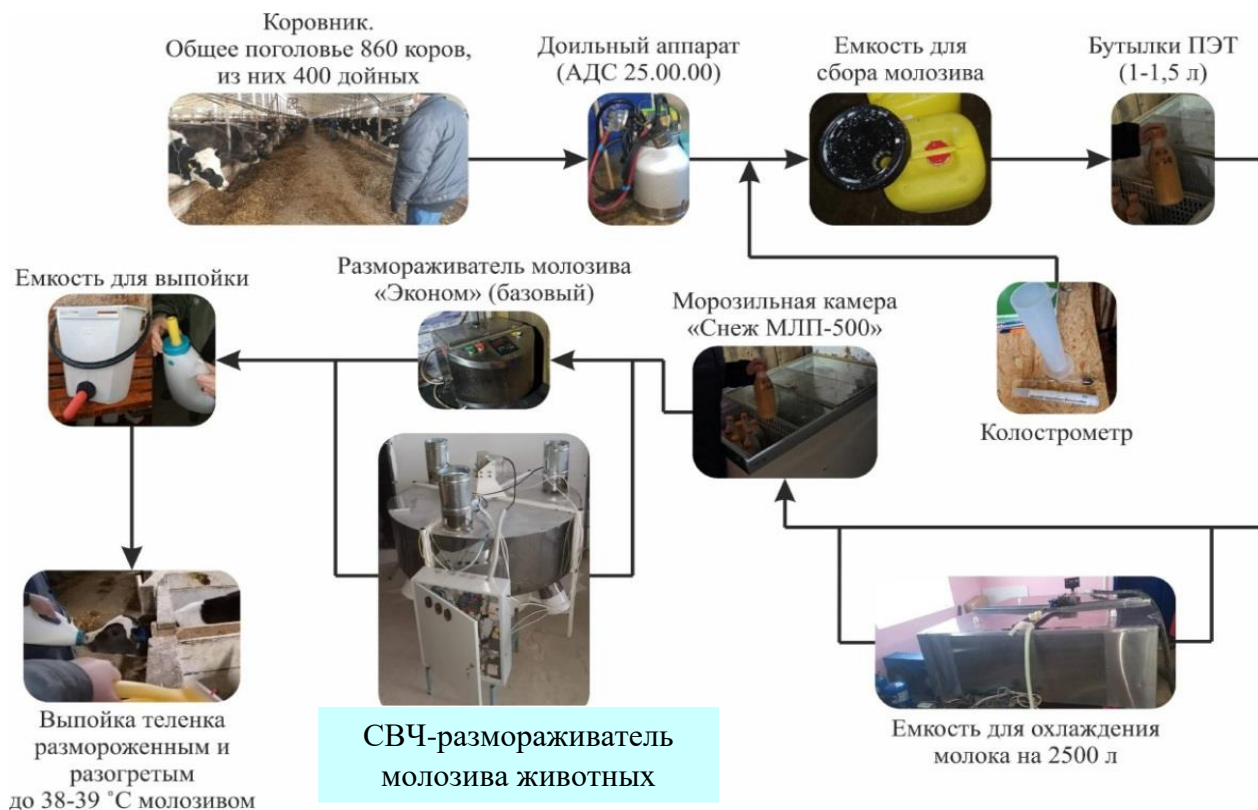 Коровник.
Общее поголовье 860 коров,
из них 400 дойных
Доильный аппарат
(АДС 25.00.00)
Емкость для
сбора молозива
Бутылки ПЭТ
(1-1,5 л)
Емкость для выпойки
Размораживатель молозива
«Эконом» (базовый)
Морозильная камера
«Снеж МЛП-500»
Колострометр
Выпойка теленка
размороженным и
разогретым
до 38-39 ˚С молозивом
СВЧ-размораживатель
молозива животных
Емкость для охлаждения
молока на 2500 л